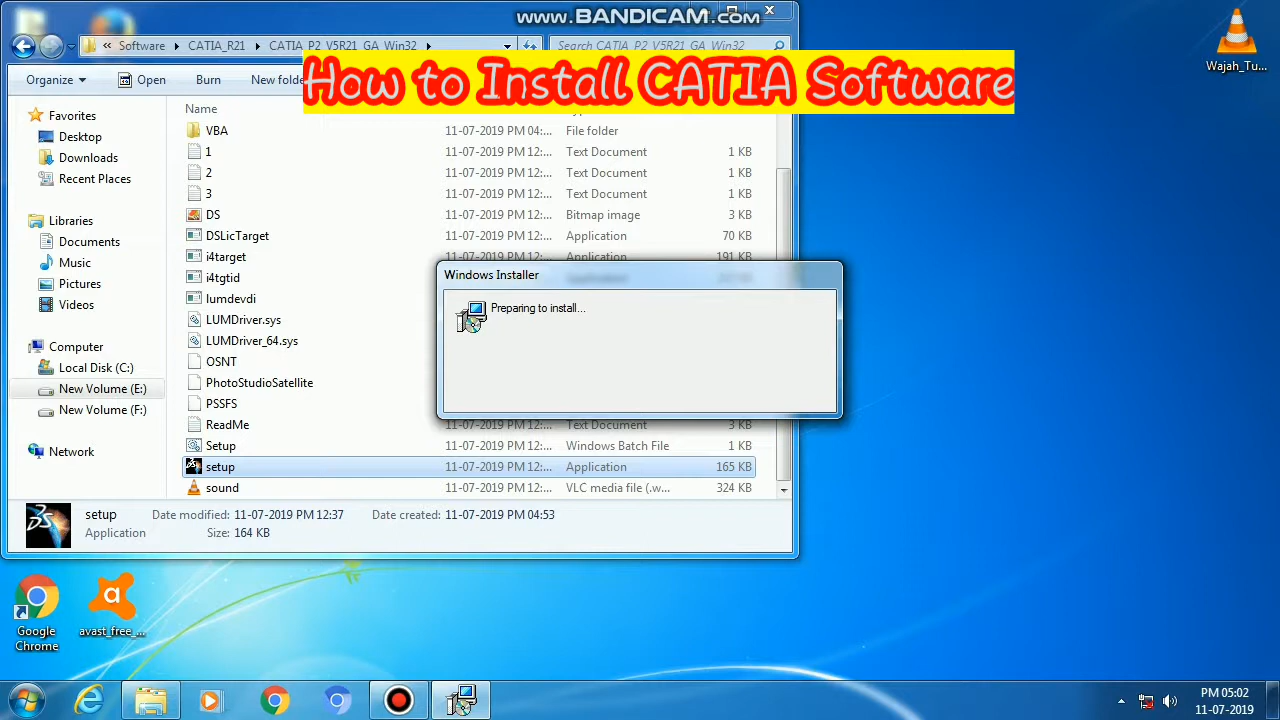 www.BANDICAM.com
Software
CATIA_R21
CATIA_P2_V5R21_GA_Win32
Search CATIA_P2_V5R21_GA_Win32
How to Install CATIA Software
Organize
Open
Burn
New
Name
VBA 11-07-2019 PM 04:... File folder
1 11-07-2019 PM 12:... Text Document 1 KB
2 11-07-2019 PM 12:... Text Document 1 KB
3 11-07-2019 PM 12:... Text Document 1 KB
DS 11-07-2019 PM 12:... Bitmap image 3 KB
DSLicTarget 11-07-2019 PM 12:... Application 70 KB
i4target 11-07-2019 PM 12:... Application 191 KB
i4tgtid
lumdevdi
LUMDriver.sys
LUMDriver_64.sys
OSNT
PhotoStudioSatellite
PSSFS
ReadMe 11-07-2019 PM 12:... Text Document 3 KB
Setup 11-07-2019 PM 12:... Windows Batch File 1 KB
setup 11-07-2019 PM 12:... Application 165 KB
sound 11-07-2019 PM 12:... VLC media file (.w... 324 KB
Favorites
Desktop
Downloads
Recent Places
Libraries
Documents
Music
Pictures
Videos
Computer
Local Disk (C:)
New Volume (E:)
New Volume (F:)
Network
Windows Installer
Preparing to install...
setup Date modified: 11-07-2019 PM 12:37 Date created: 11-07-2019 PM 04:53
Application Size: 164 KB
Wajah_Tu...
Google
Chrome
avast_free_...
PM 05:02
11-07-2019